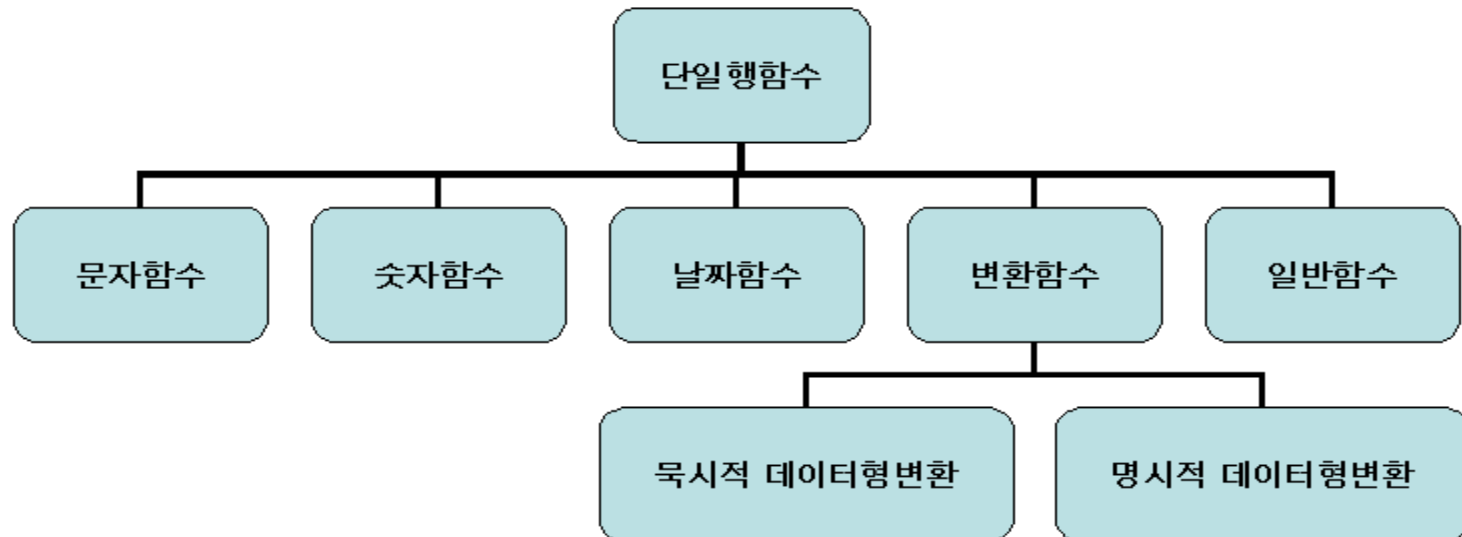 단일행함수
문자함수
숫자함수
날짜함수
변환함수
일반함수
묵시적 데이터형변환
명시적 데이터형변환